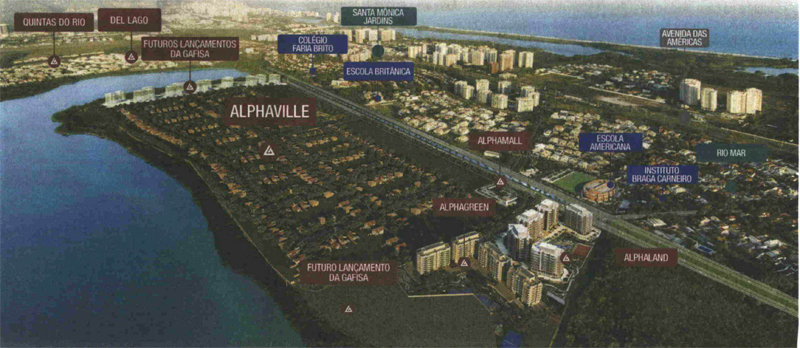 QUINTAS DO RIO
DEL LAGO
FUTUROS LANÇAMENTOS
DA GAFISA
COLÉGIO
FARIA BRITO
SANTA MÔNICA
JARDINS
ESCOLA BRITÂNICA
AVENIDA DAS
AMÉRICAS
ALPHAVILLE
ALPHAMALL
ESCOLA
AMERICANA
RIO MAR
INSTITUTO
BRAGA CARNEIRO
ALPHAGREEN
ALPHALAND
FUTURO LANÇAMENTO
DA GAFISA